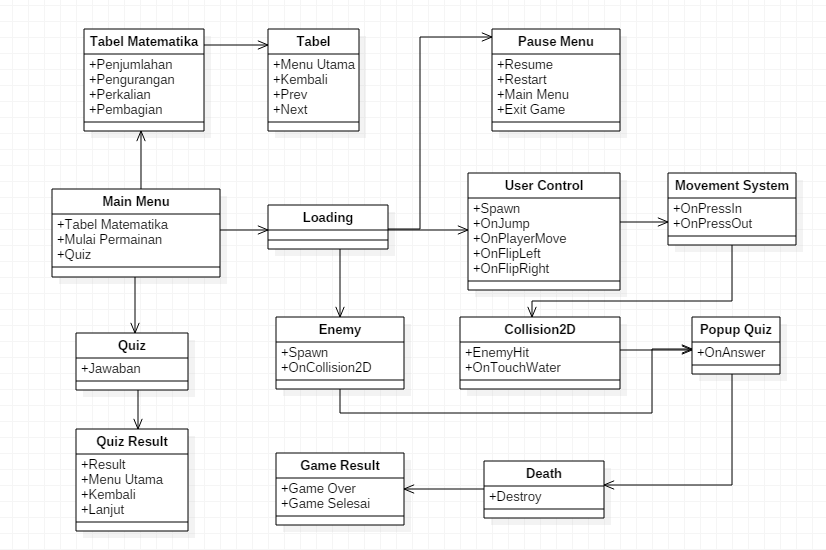 Tabel Matematika
+Penjumlahan
+Pengurangan
+Perkalian
+Pembagian
Tabel
+Menu Utama
+Kembali
+Prev
+Next
Pause Menu
+Resume
+Restart
+Main Menu
+Exit Game
Main Menu
+Tabel Matematika
+Mulai Permainan
+Quiz
Loading
User Control
+Spawn
+OnJump
+OnPlayerMove
+OnFlipLeft
+OnFlipRight
Movement System
+OnPressIn
+OnPressOut
Quiz
+Jawaban
Enemy
+Spawn
+OnCollision2D
Collision2D
+EnemyHit
+OnTouchWater
Popup Quiz
+OnAnswer
Quiz Result
+Result
+Menu Utama
+Kembali
+Lanjut
Game Result
+Game Over
+Game Selesai
Death
+Destroy